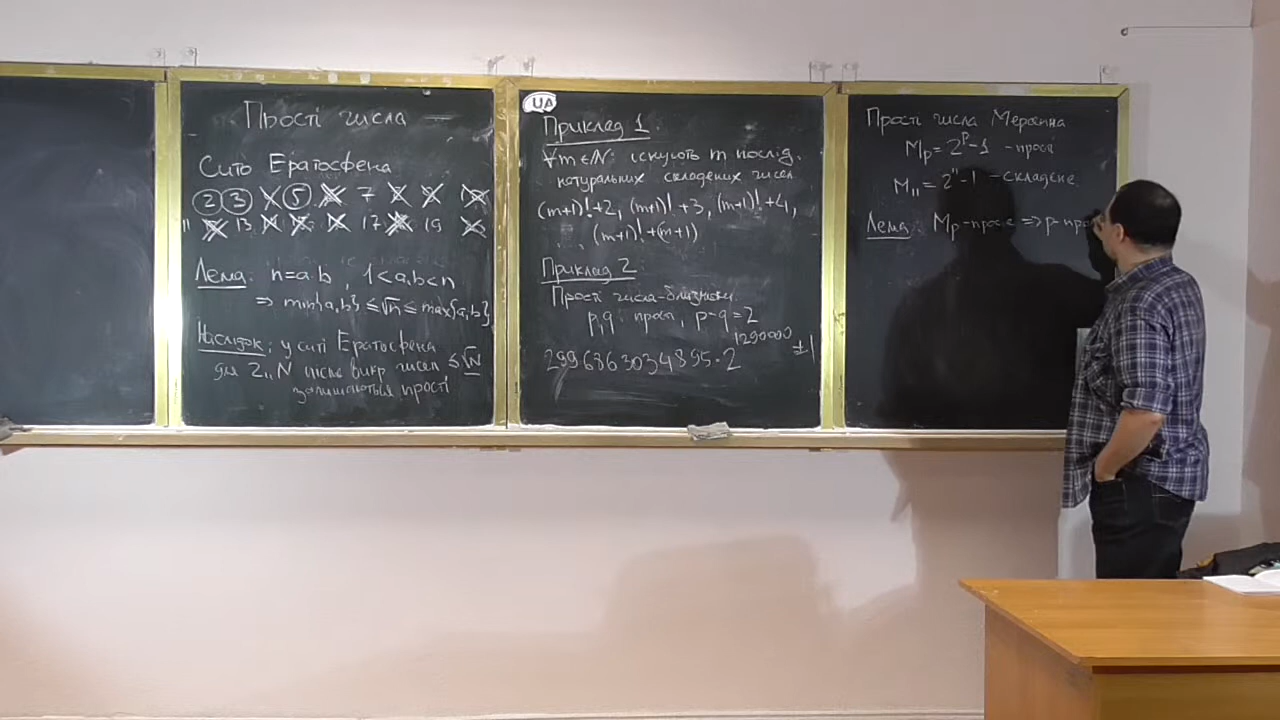 Прості числа
Сито Ератосфена
2 3 5 7
11 13 17 19
Лема: n=a·b, 1<a,b<n
⇒ min{a,b} ≤ √n ≤ max{a,b}
Наслідок: у ситі Ератосфена
для 2,..,N після викр чисел ≤ √N
залишаються прості
UA
Приклад 1.
∀m∈N: існують m послід.
натуральних складених чисел
(m+1)!+2, (m+1)!+3, (m+1)!+4,
..., (m+1)!+(m+1)
Приклад 2.
Прості числа-близнюки.
p,q: прості, p-q=2
2996863034895·2^1290000 ±1
Прості числа Мерсенна
Mp=2^p-1 - просте
M11=2^11-1 - складене.
Лема: Mp-просте ⇒ p-прос